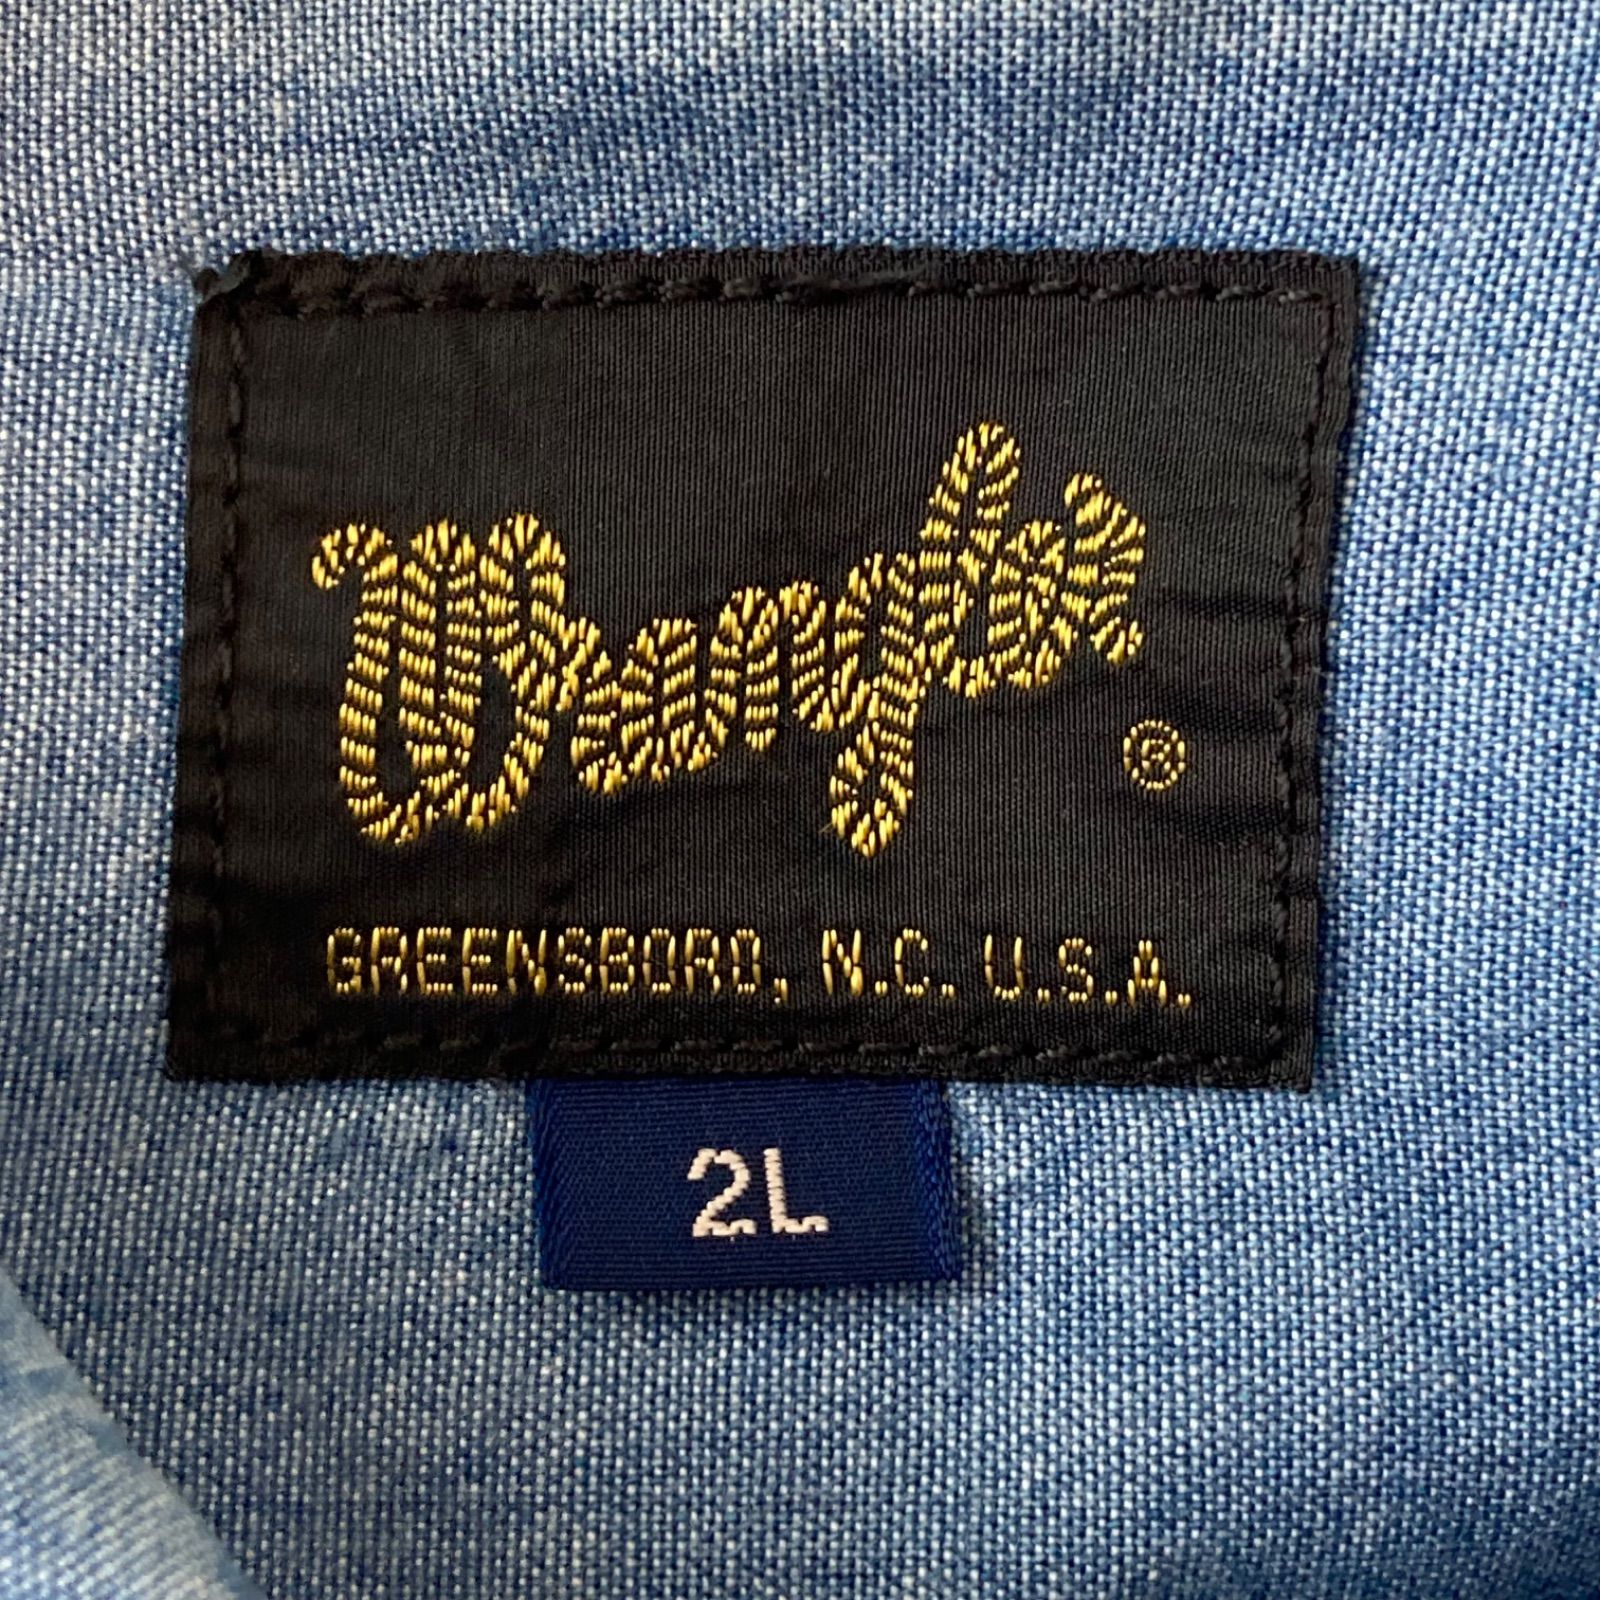 Wrangler ®
GREENSBORO, N.C. U.S.A.
2L